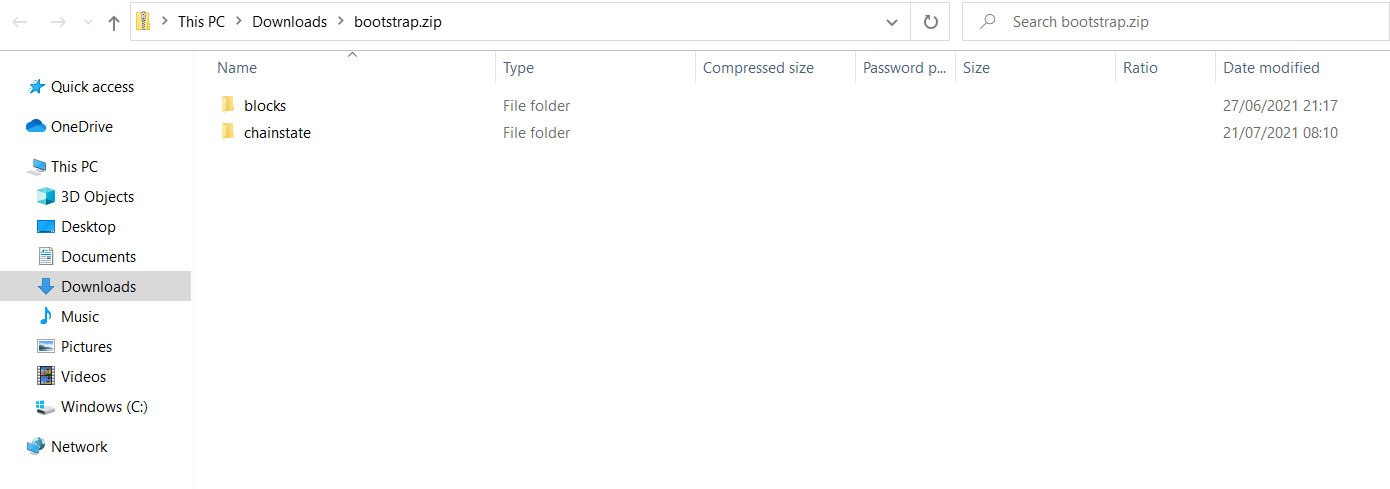 This PC > Downloads > bootstrap.zip
Search bootstrap.zip
Name Type Compressed size Password p... Size Ratio Date modified
Quick access
OneDrive
This PC
3D Objects
Desktop
Documents
Downloads
Music
Pictures
Videos
Windows (C:)
Network
blocks File folder 27/06/2021 21:17
chainstate File folder 21/07/2021 08:10